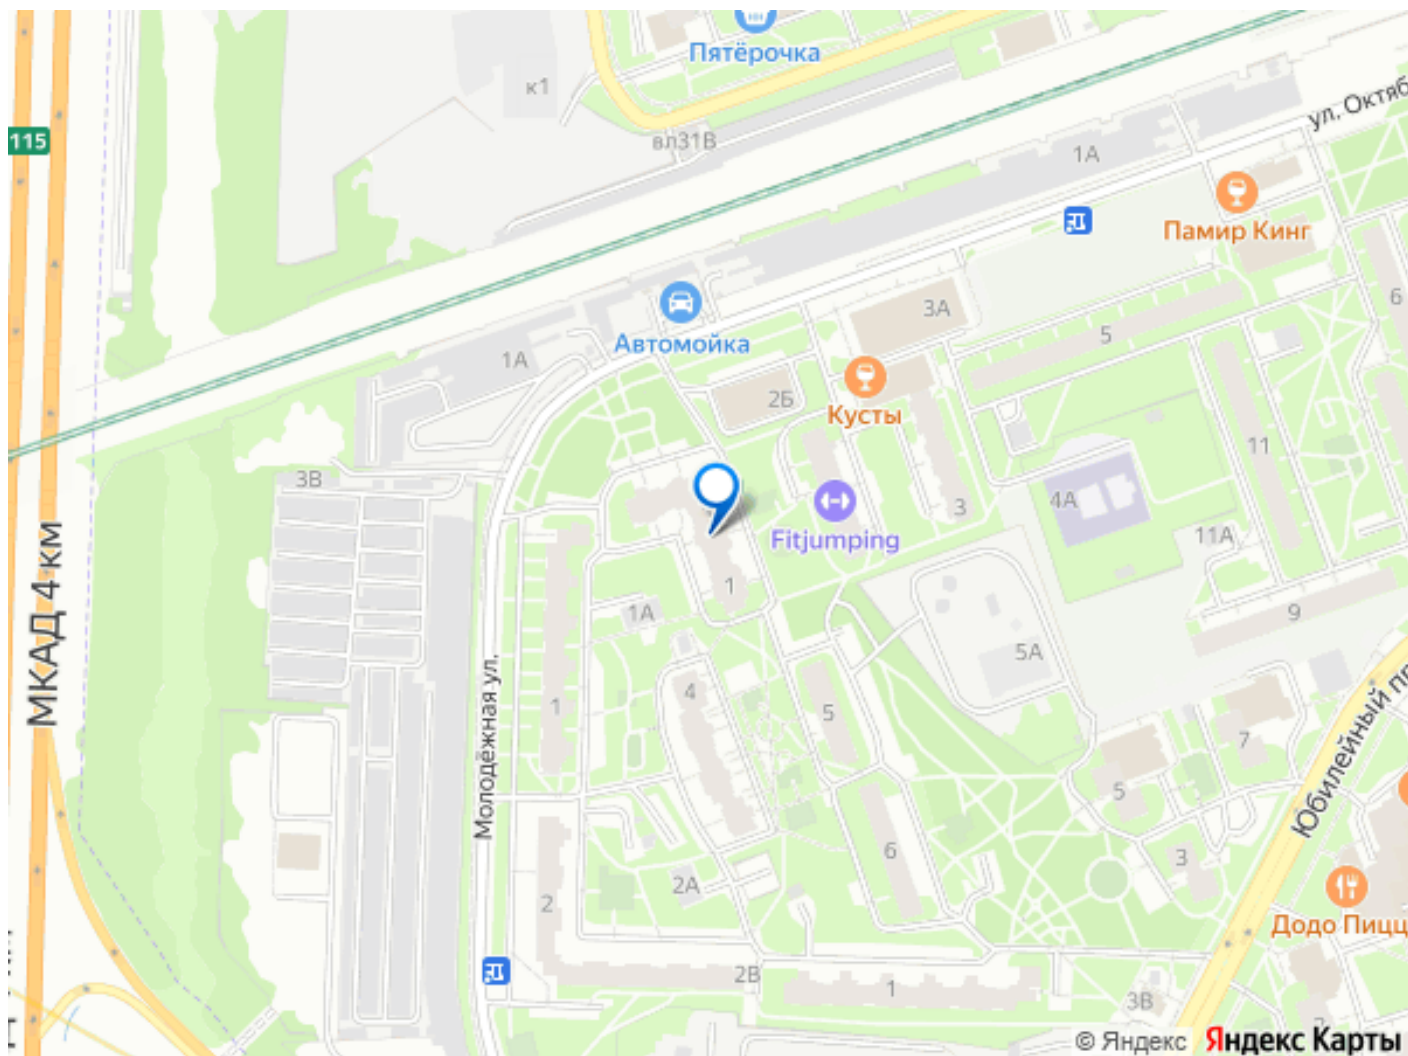 Пятёрочка
к1
115
вл31В
ул. Октяб
1А
Памир Кинг
3А
6
Автомойка
5
1А
2Б
Кусты
11
3В
4А
3
11А
Fitjumping
МКАД 4 км
1
1А
9
5А
Молодёжная ул.
4
5
1
7
Юбилейный пр
5
6
3
2А
2
Додо Пицц
2В
1
3В
© Яндекс
Яндекс Карты